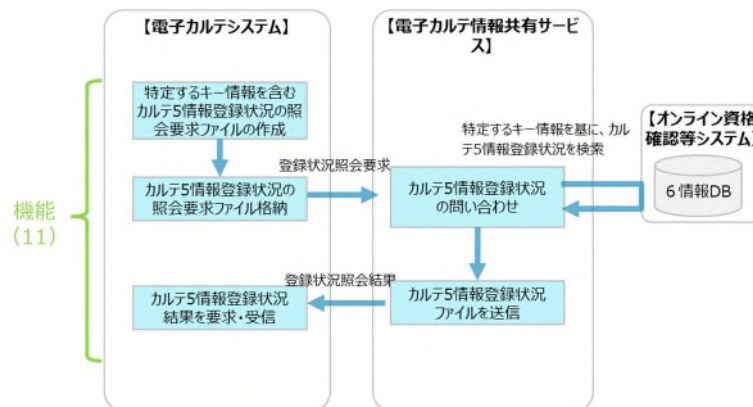 【電子カルテシステム】
【電子カルテ情報共有サービ
ス】
特定するキー情報を含む
カルテ5情報登録状況の照
会要求ファイルの作成
【オンライン資格
確認等システム】
特定するキー情報を基に、カル
テ5情報登録状況を検索
登録状況照会要求
カルテ5情報登録状況の
照会要求ファイル格納
カルテ5情報登録状況
の問い合わせ
6情報DB
機能
(11)
登録状況照会結果
カルテ5情報登録状況
結果を要求・受信
カルテ5情報登録状況
ファイルを送信